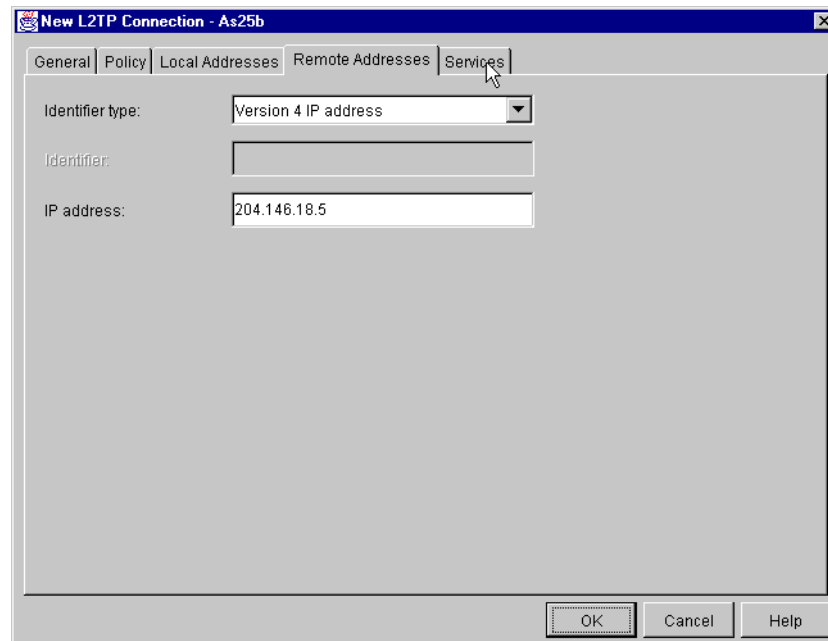 New L2TP Connection - As25b
General Policy Local Addresses Remote Addresses Services
Identifier type: Version 4 IP address
Identifier:
IP address: 204.146.18.5
OK Cancel Help